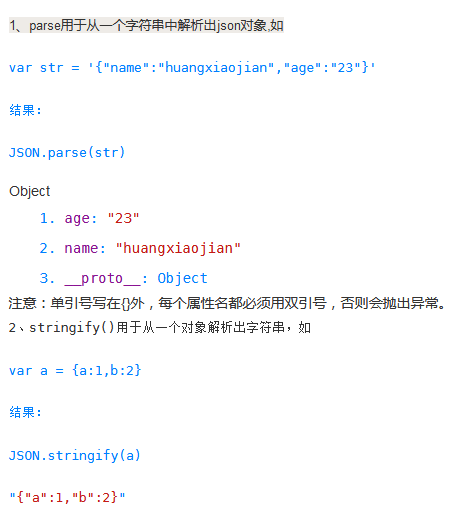 1、parse用于从一个字符串中解析出json对象,如
var str = '{"name":"huangxiaojian","age":"23"}'
结果：
JSON.parse(str)
Object
1. age: "23"
2. name: "huangxiaojian"
3. __proto__: Object
注意：单引号写在{}外，每个属性名都必须用双引号，否则会抛出异常。
2、stringify()用于从一个对象解析出字符串，如
var a = {a:1,b:2}
结果：
JSON.stringify(a)
"{"a":1,"b":2}"